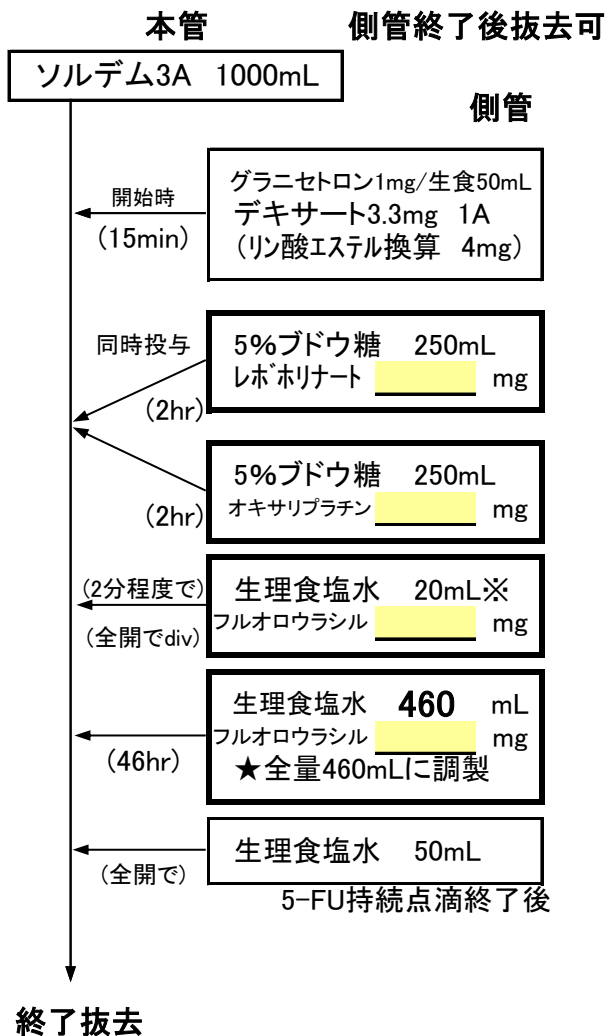 本管 側管終了後抜去可
ソルデム3A 1000mL
側管
開始時
(15min)
グラニセトロン1mg/生食50mL
デキサート3.3mg 1A
(リン酸エステル換算 4mg)
同時投与
(2hr)
5%ブドウ糖 250mL
レボホリナート mg
(2hr)
5%ブドウ糖 250mL
オキサリプラチン mg
(2分程度で)
(全開でdiv)
生理食塩水 20mL※
フルオロウラシル mg
(46hr)
生理食塩水 460 mL
フルオロウラシル mg
★全量460mLに調製
(全開で)
生理食塩水 50mL
5-FU持続点滴終了後
終了抜去